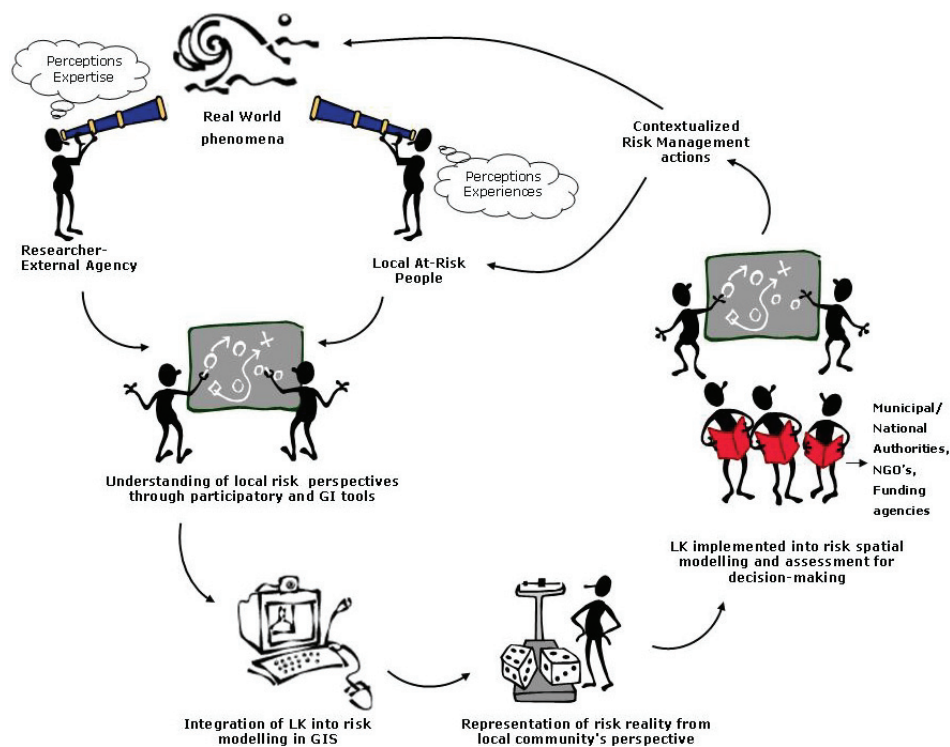 Perceptions
Expertise
Real World
phenomena
Perceptions
Experiences
Contextualized
Risk Management
actions
Researcher-
External Agency
Local At-Risk
People
Understanding of local risk perspectives
through participatory and GI tools
Municipal/
National
Authorities,
NGO's,
Funding
agencies
LK implemented into risk spatial
modelling and assessment for
decision-making
Integration of LK into risk
modelling in GIS
Representation of risk reality from
local community's perspective